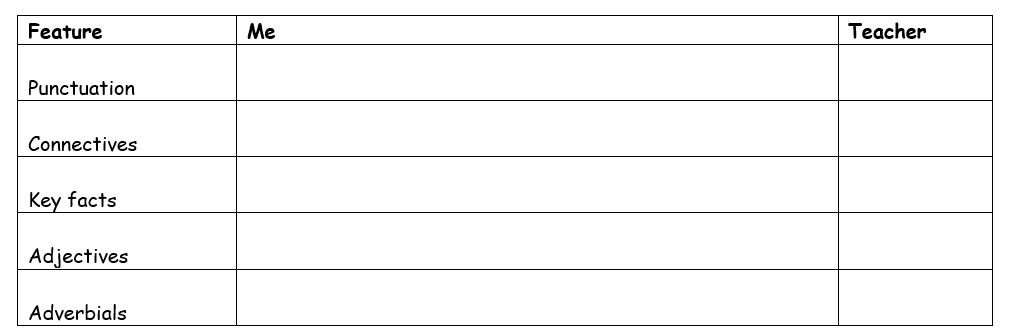 Feature Me Teacher
Punctuation
Connectives
Key facts
Adjectives
Adverbials